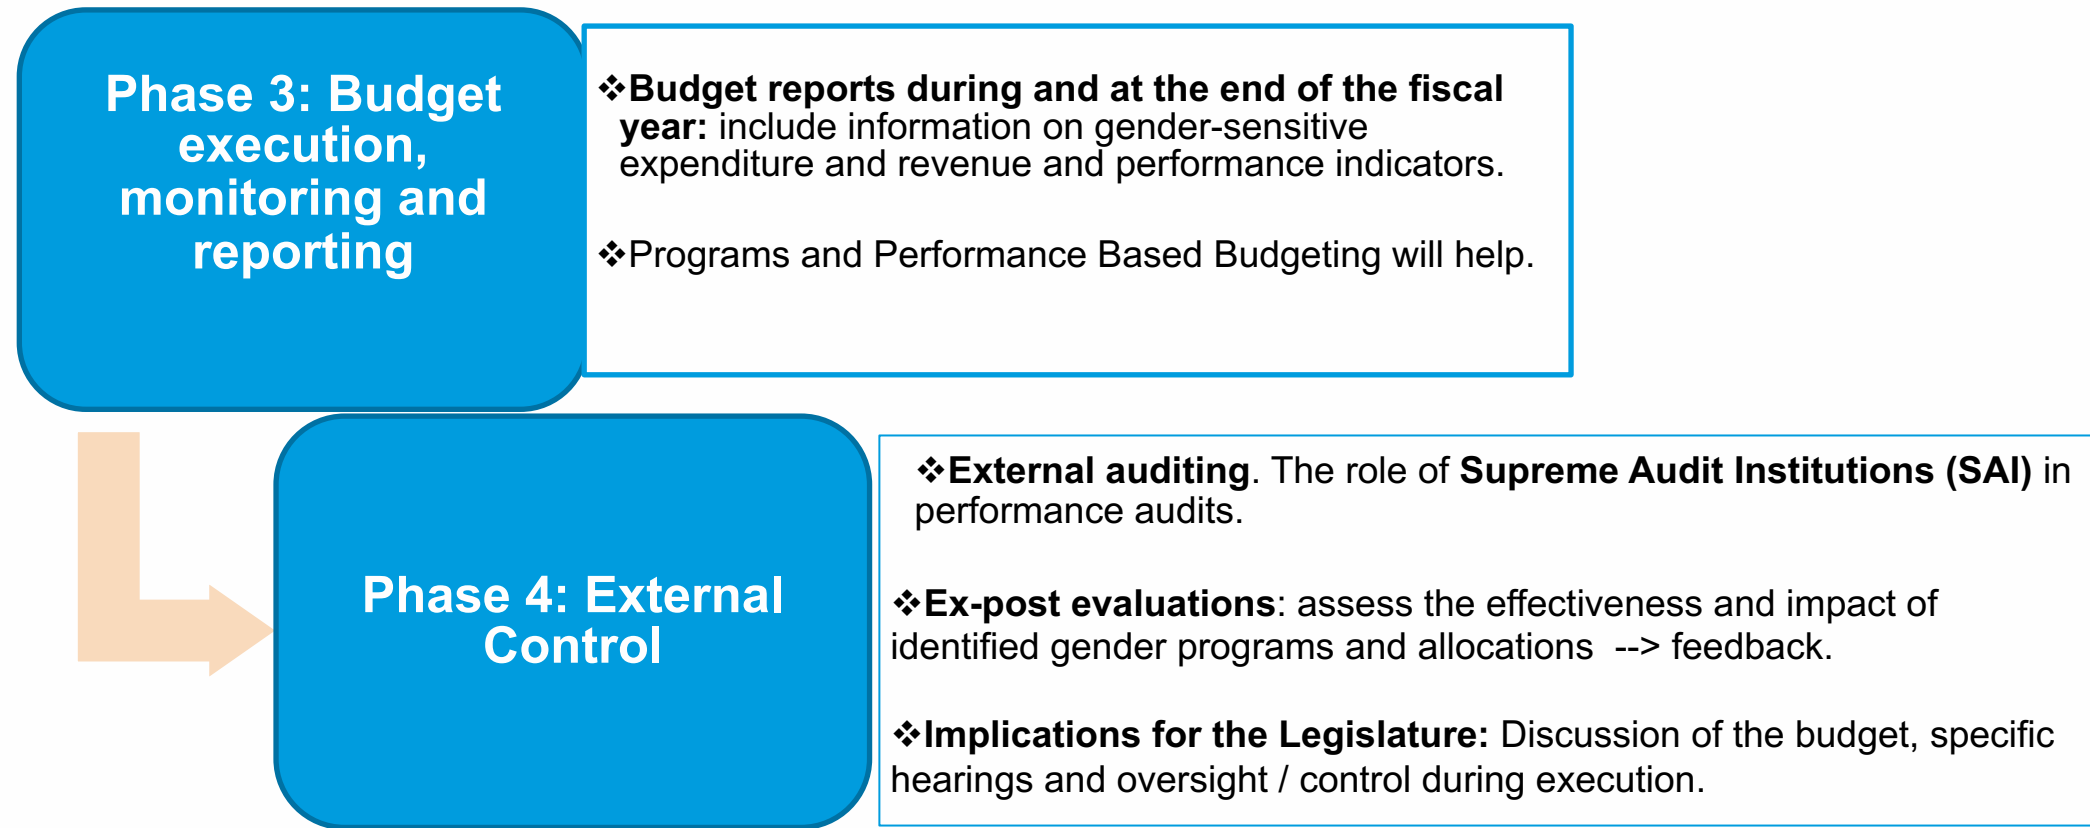 Phase 3: Budget
execution,
monitoring and
reporting
❖Budget reports during and at the end of the fiscal
year: include information on gender-sensitive
expenditure and revenue and performance indicators.
❖Programs and Performance Based Budgeting will help.
Phase 4: External
Control
❖External auditing. The role of Supreme Audit Institutions (SAI) in
performance audits.
❖Ex-post evaluations: assess the effectiveness and impact of
identified gender programs and allocations --> feedback.
❖Implications for the Legislature: Discussion of the budget, specific
hearings and oversight / control during execution.